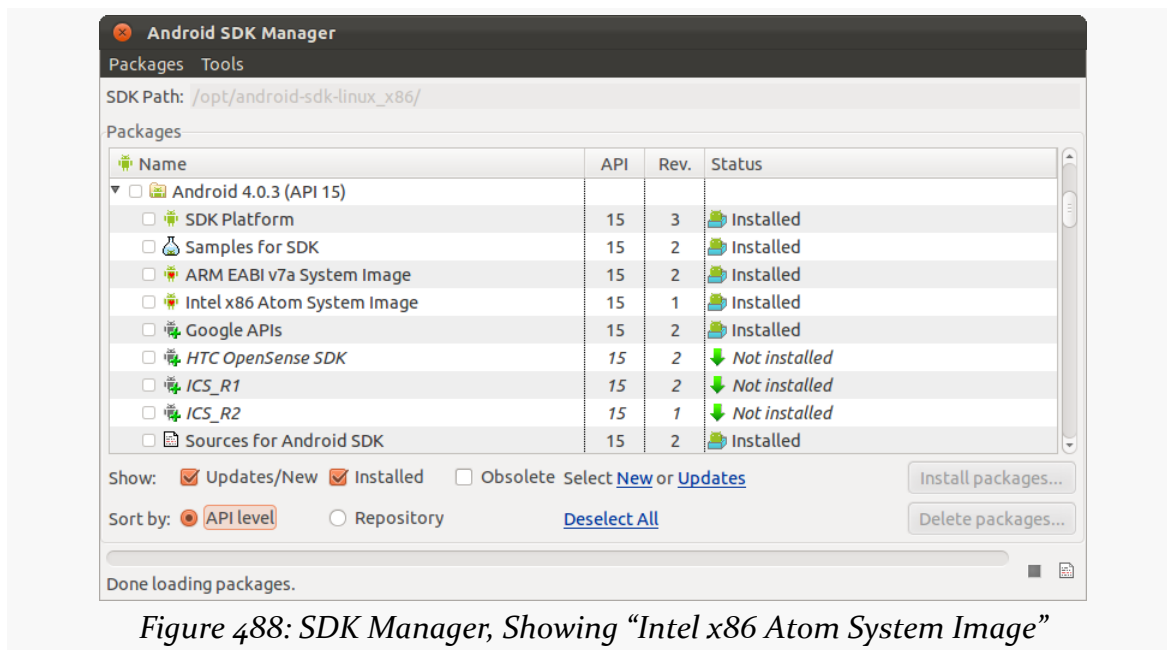 Android SDK Manager
Packages Tools
SDK Path: /opt/android-sdk-linux_x86/
Packages
Name API Rev. Status
Android 4.0.3 (API 15)
SDK Platform 15 3 Installed
Samples for SDK 15 2 Installed
ARM EABI v7a System Image 15 2 Installed
Intel x86 Atom System Image 15 1 Installed
Google APIs 15 2 Installed
HTC OpenSense SDK 15 2 Not installed
ICS_R1 15 2 Not installed
ICS_R2 15 1 Not installed
Sources for Android SDK 15 2 Installed
Show: Updates/New Installed Obsolete Select New or Updates Install packages...
Sort by: API level Repository Deselect All Delete packages...
Done loading packages.
Figure 488: SDK Manager, Showing “Intel x86 Atom System Image”